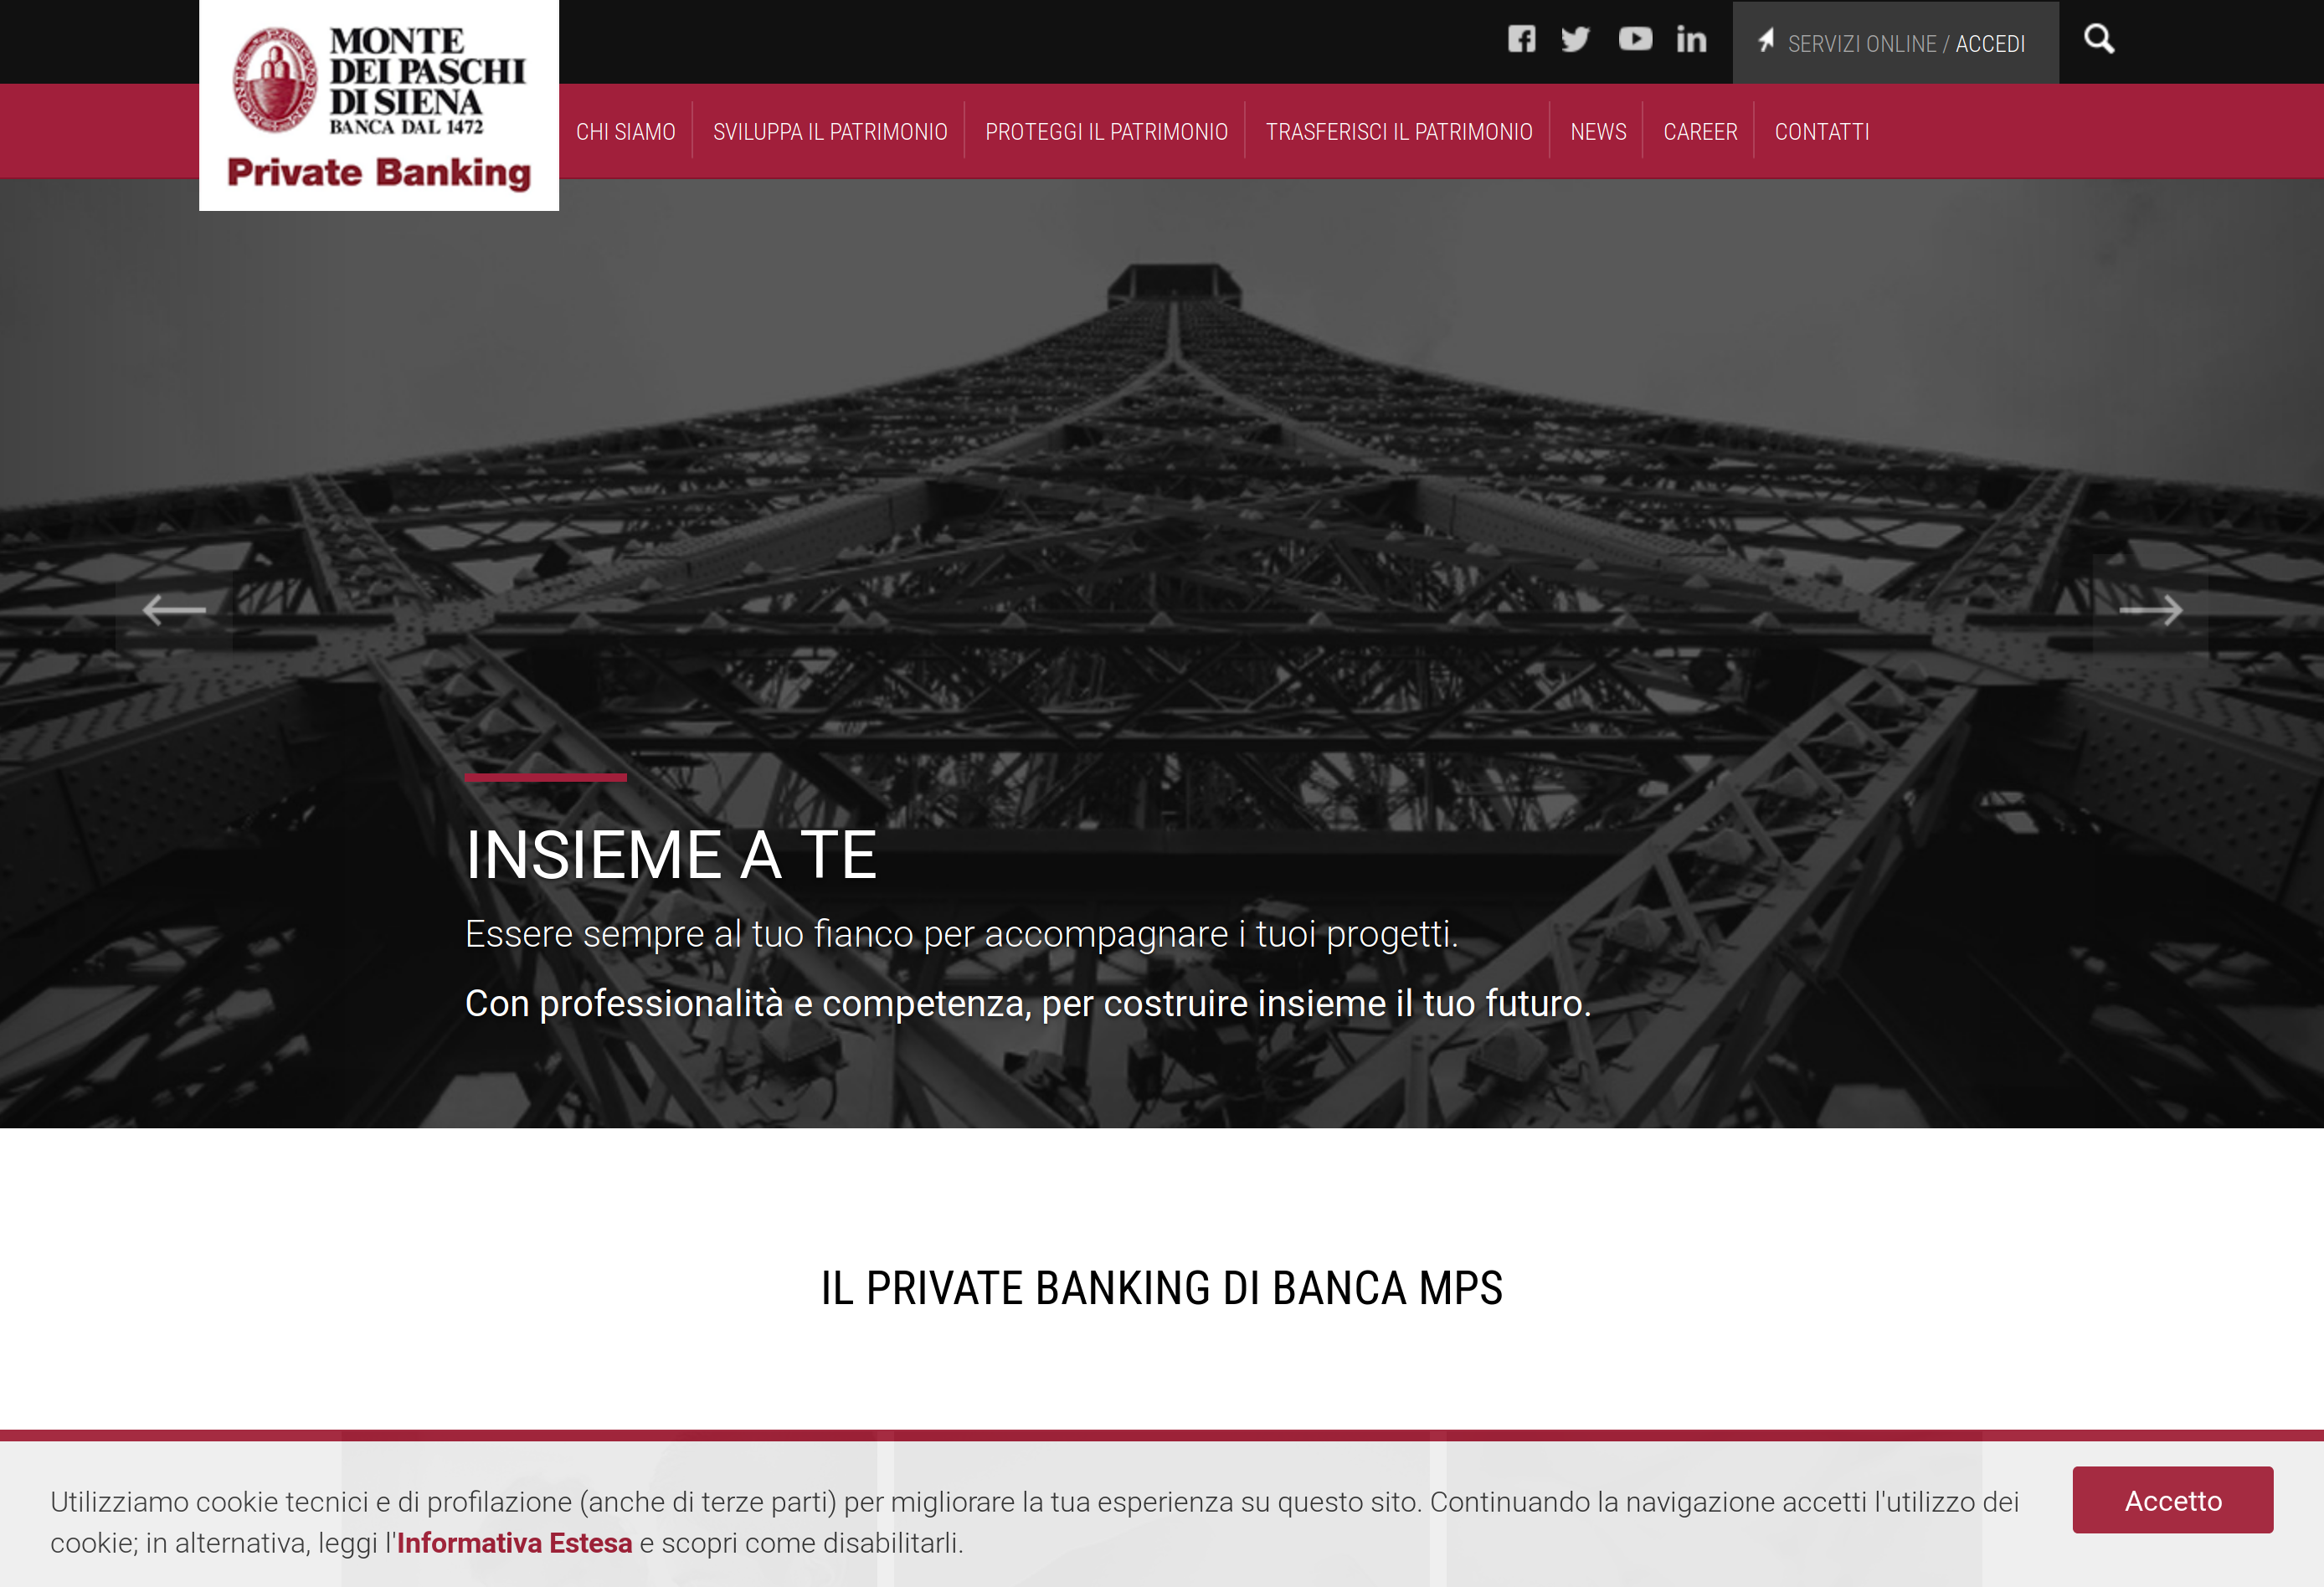 MONTE
DEI PASCHI
DI SIENA
BANCA DAL 1472
Private Banking
SERVIZI ONLINE / ACCEDI
CHI SIAMO
SVILUPPA IL PATRIMONIO
PROTEGGI IL PATRIMONIO
TRASFERISCI IL PATRIMONIO
NEWS
CAREER
CONTATTI
INSIEME A TE
Essere sempre al tuo fianco per accompagnare i tuoi progetti.
Con professionalità e competenza, per costruire insieme il tuo futuro.
IL PRIVATE BANKING DI BANCA MPS
Utilizziamo cookie tecnici e di profilazione (anche di terze parti) per migliorare la tua esperienza su questo sito. Continuando la navigazione accetti l'utilizzo dei
cookie; in alternativa, leggi l'Informativa Estesa e scopri come disabilitarli.
Accetto